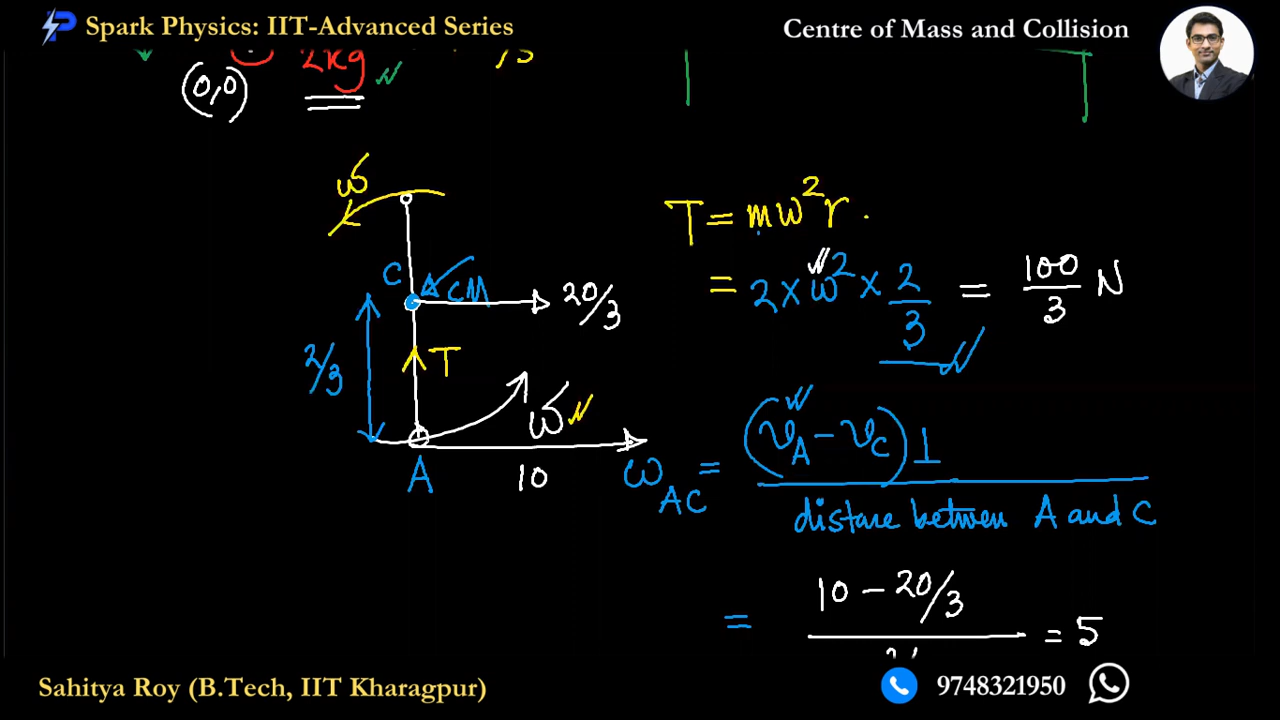 Spark Physics: IIT-Advanced Series
Centre of Mass and Collision
2kg
(0,0)
ω
T = mω²r.
C
CM
20/3
= 2 × ω² × 2/3 = 100/3 N
2/3
T
ω
(v_A - v_C)⊥
A
10
ω_AC =
distance between A and C
= 10 - 20/3
= 5
Sahitya Roy (B.Tech, IIT Kharagpur)
9748321950